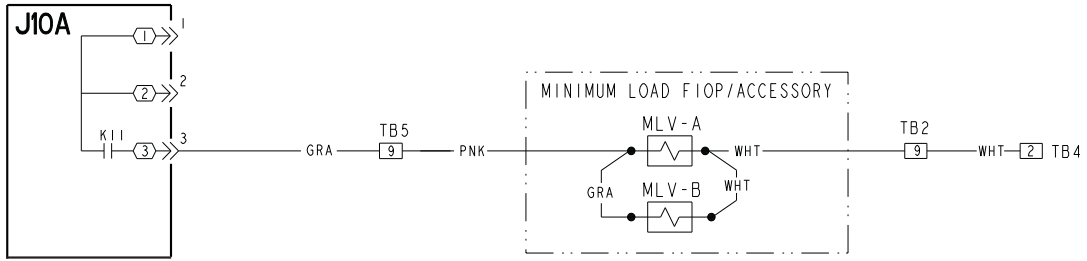 J10A
1
1
2
2
K11
3
3
GRA
TB5
9
PNK
MINIMUM LOAD FIOP/ACCESSORY
MLV-A
WHT
GRA
MLV-B
WHT
TB2
9
WHT
2
TB4